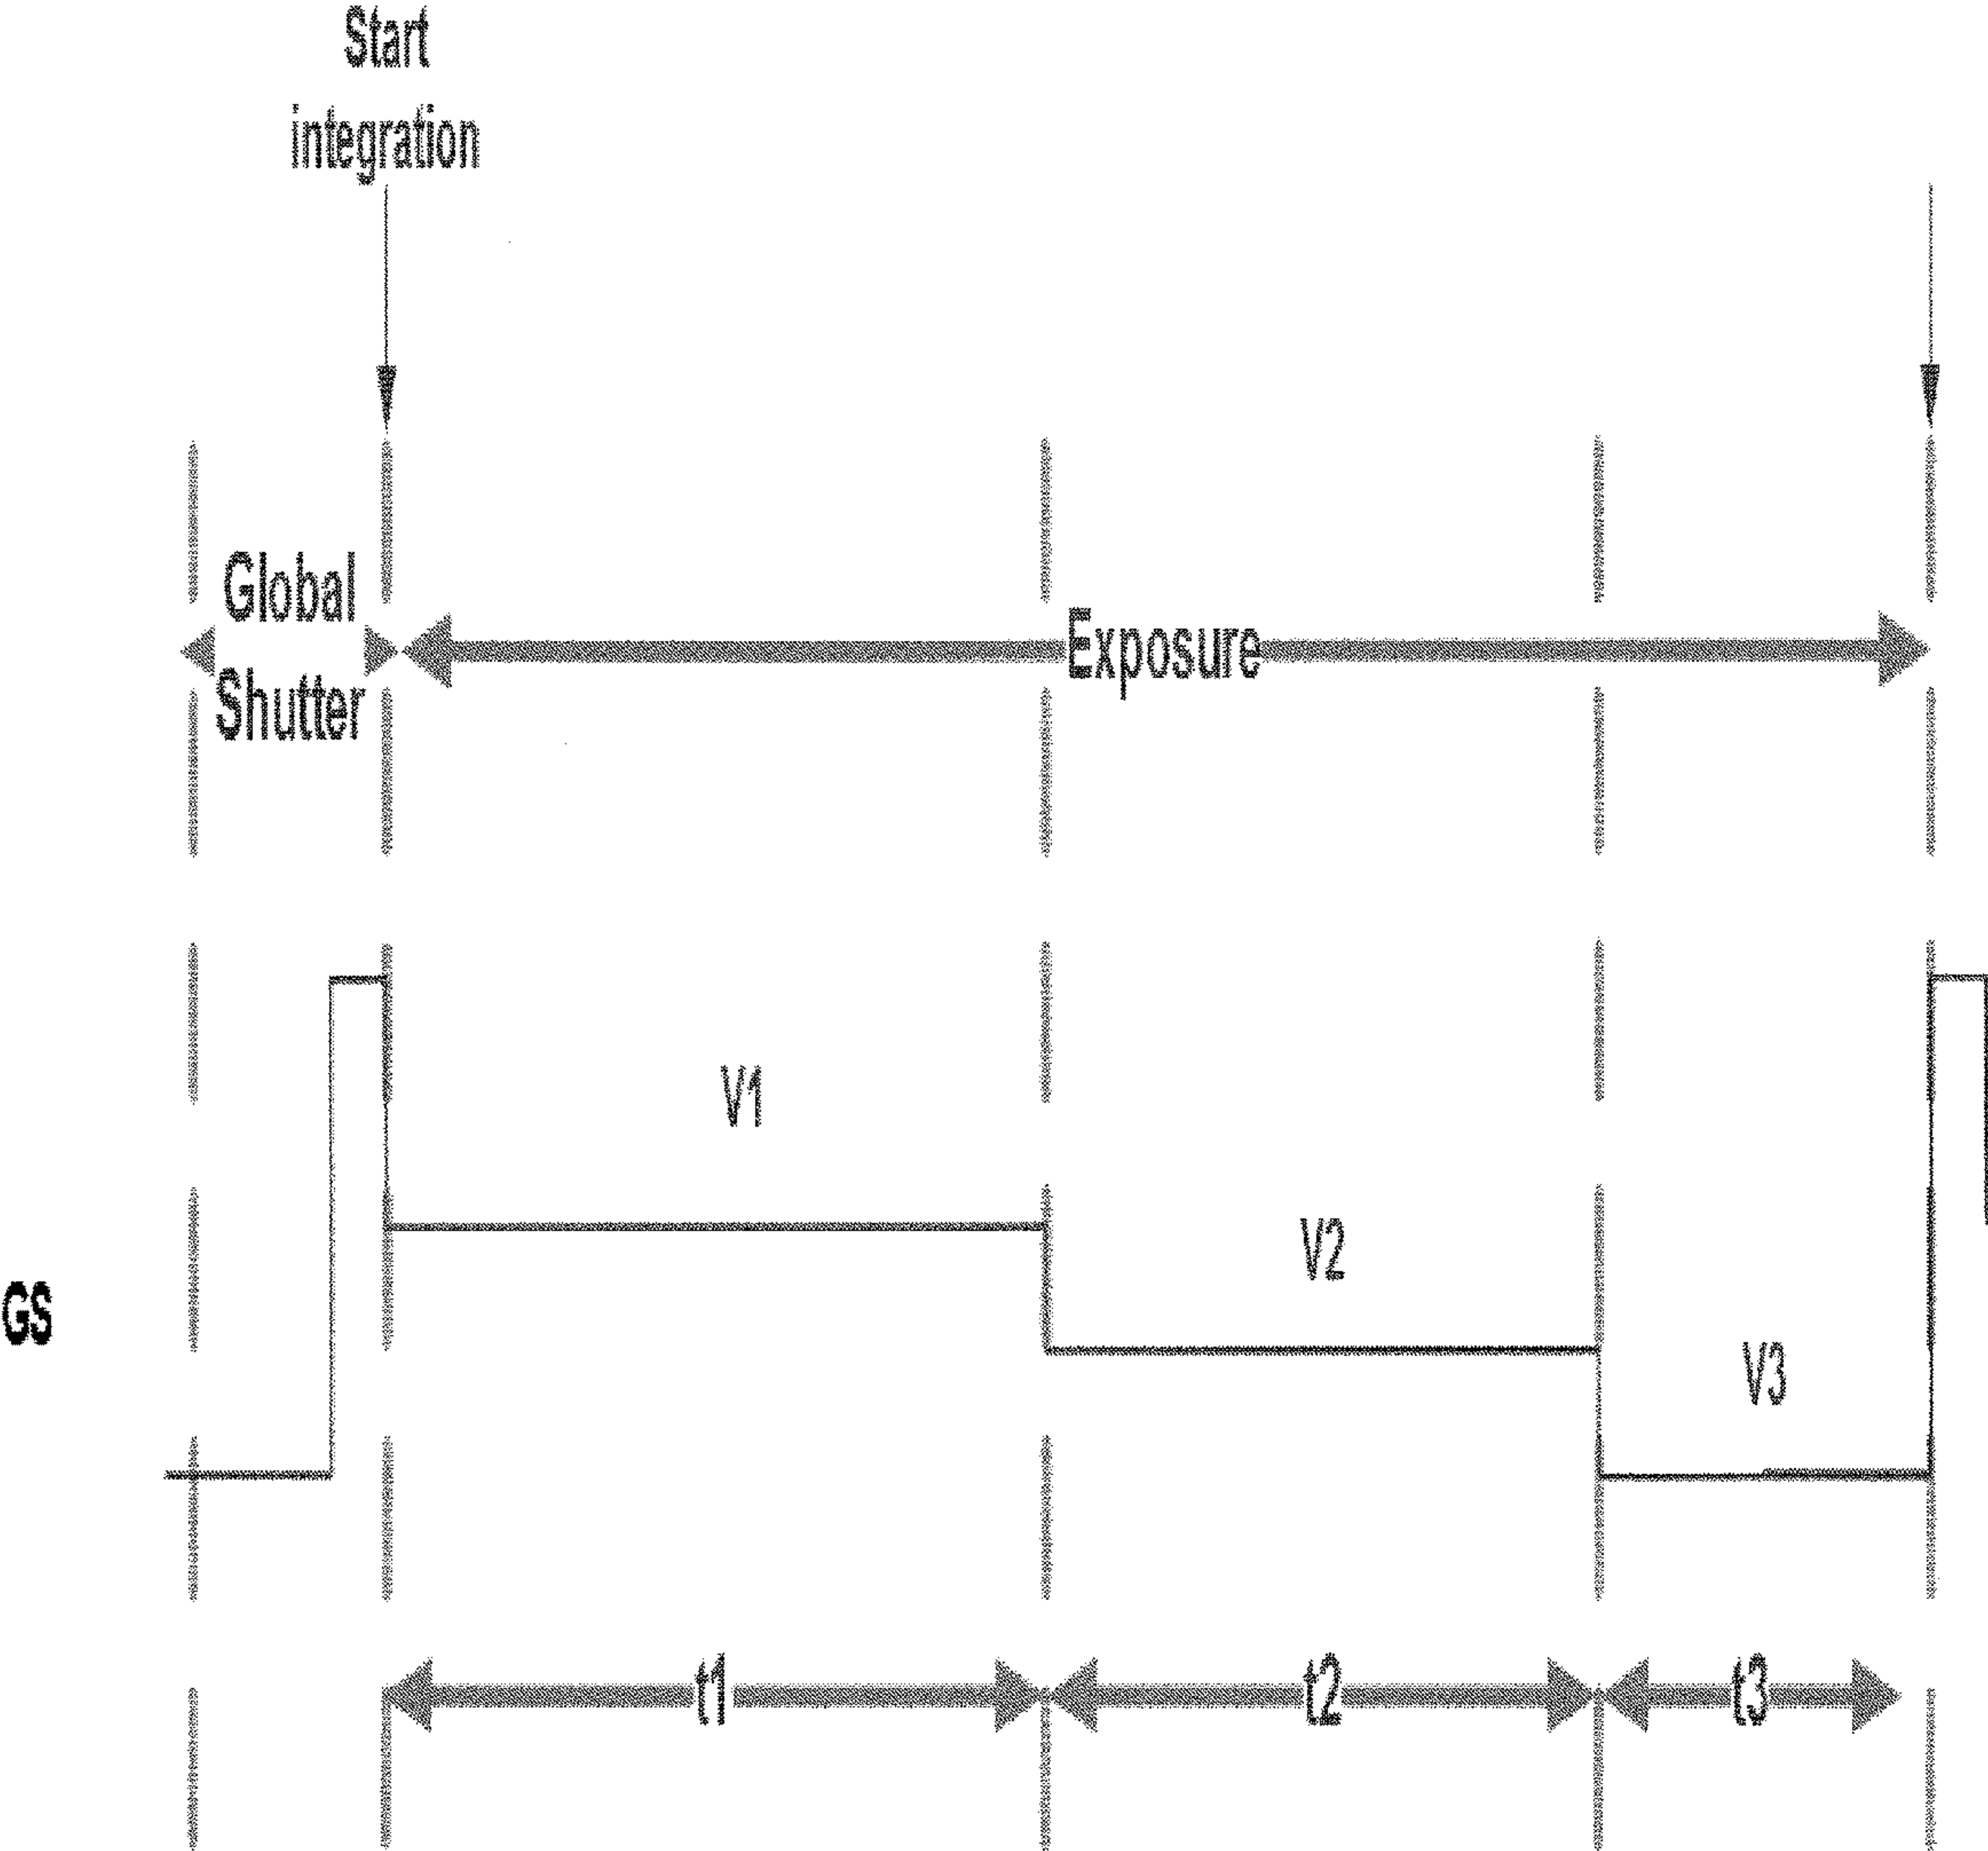 Start
integration
Global
Shutter
Exposure
V1
V2
V3
GS
t1
t2
t3